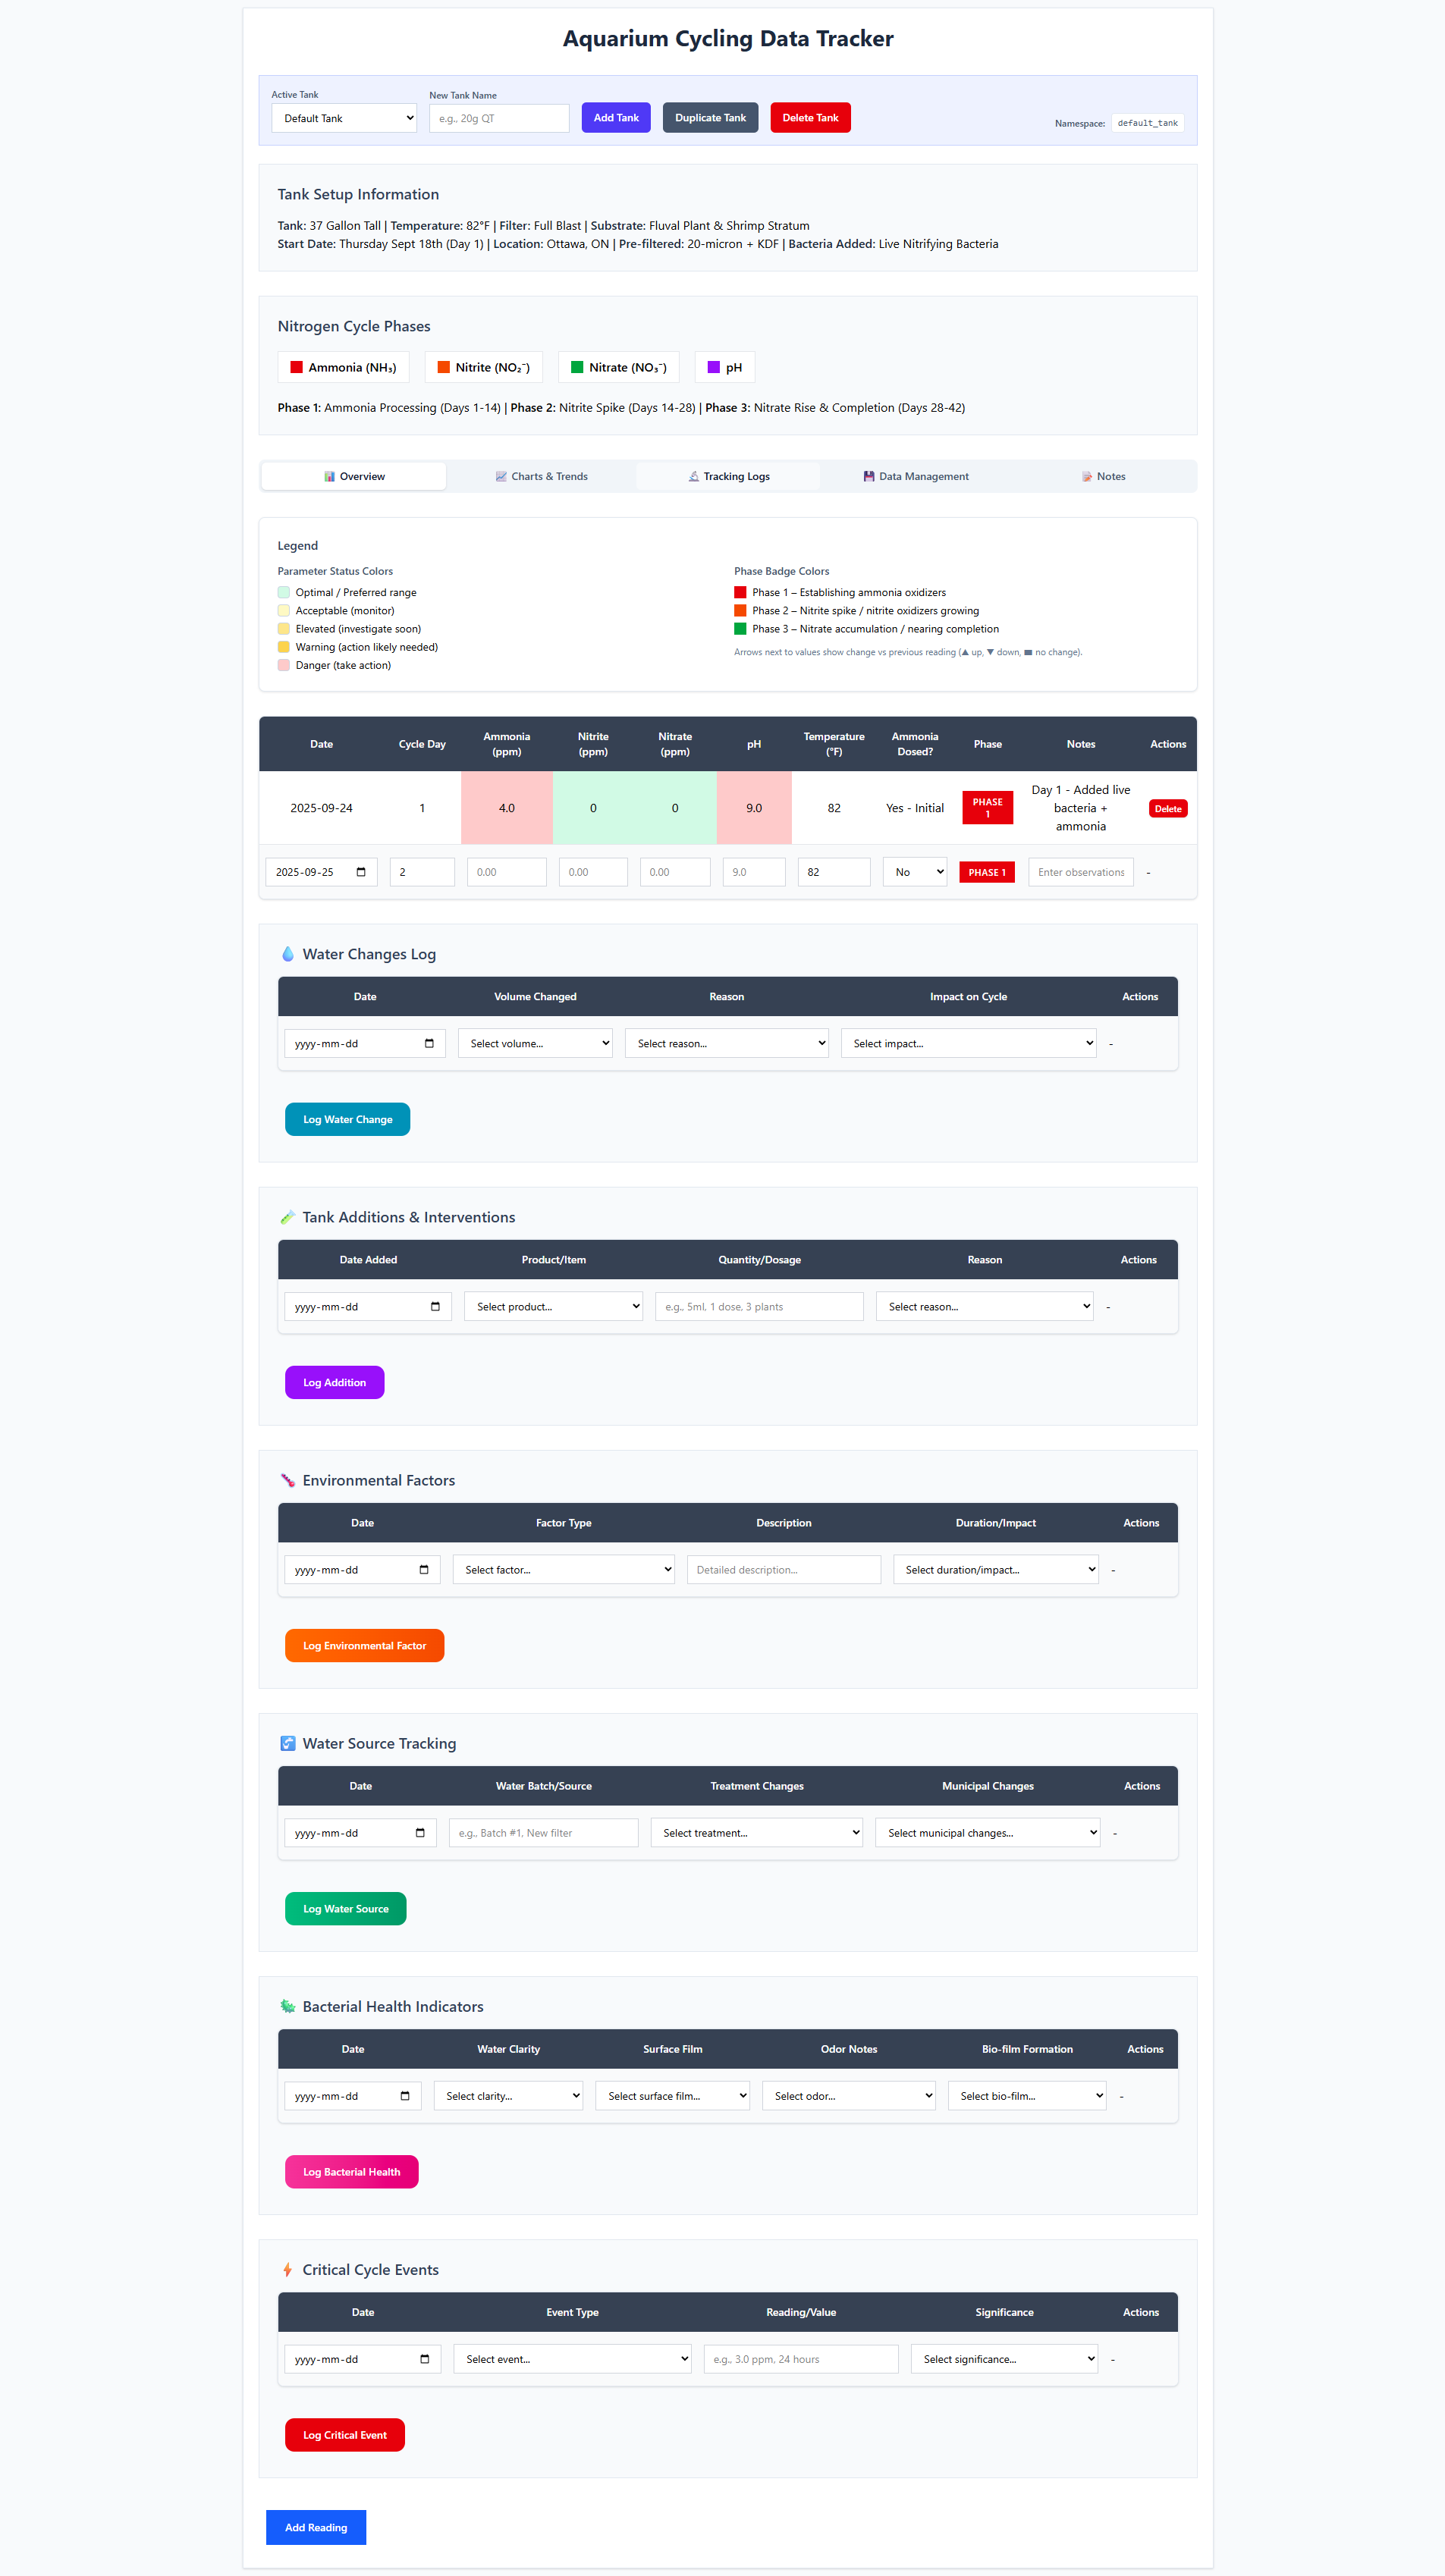 Aquarium Cycling Data Tracker
Active Tank
New Tank Name
Default Tank
e.g., 20g QT
Add Tank
Duplicate Tank
Delete Tank
Namespace: default_tank
Tank Setup Information
Tank: 37 Gallon Tall | Temperature: 82°F | Filter: Full Blast | Substrate: Fluval Plant & Shrimp Stratum
Start Date: Thursday Sept 18th (Day 1) | Location: Ottawa, ON | Pre-filtered: 20-micron + KDF | Bacteria Added: Live Nitrifying Bacteria
Nitrogen Cycle Phases
Ammonia (NH₃)
Nitrite (NO₂⁻)
Nitrate (NO₃⁻)
pH
Phase 1: Ammonia Processing (Days 1-14) | Phase 2: Nitrite Spike (Days 14-28) | Phase 3: Nitrate Rise & Completion (Days 28-42)
Overview
Charts & Trends
Tracking Logs
Data Management
Notes
Legend
Parameter Status Colors
Optimal / Preferred range
Acceptable (monitor)
Elevated (investigate soon)
Warning (action likely needed)
Danger (take action)
Phase Badge Colors
Phase 1 – Establishing ammonia oxidizers
Phase 2 – Nitrite spike / nitrite oxidizers growing
Phase 3 – Nitrate accumulation / nearing completion
Arrows next to values show change vs previous reading (▲ up, ▼ down, ▬ no change).
Date
Cycle Day
Ammonia
(ppm)
Nitrite
(ppm)
Nitrate
(ppm)
pH
Temperature
(°F)
Ammonia
Dosed?
Phase
Notes
Actions
2025-09-24
1
4.0
0
0
9.0
82
Yes - Initial
PHASE
1
Day 1 - Added live
bacteria +
ammonia
Delete
2025-09-25
2
0.00
0.00
0.00
9.0
82
No
PHASE 1
Enter observations
-
Water Changes Log
Date
Volume Changed
Reason
Impact on Cycle
Actions
yyyy-mm-dd
Select volume...
Select reason...
Select impact...
-
Log Water Change
Tank Additions & Interventions
Date Added
Product/Item
Quantity/Dosage
Reason
Actions
yyyy-mm-dd
Select product...
e.g., 5ml, 1 dose, 3 plants
Select reason...
-
Log Addition
Environmental Factors
Date
Factor Type
Description
Duration/Impact
Actions
yyyy-mm-dd
Select factor...
Detailed description...
Select duration/impact...
-
Log Environmental Factor
Water Source Tracking
Date
Water Batch/Source
Treatment Changes
Municipal Changes
Actions
yyyy-mm-dd
e.g., Batch #1, New filter
Select treatment...
Select municipal changes...
-
Log Water Source
Bacterial Health Indicators
Date
Water Clarity
Surface Film
Odor Notes
Bio-film Formation
Actions
yyyy-mm-dd
Select clarity...
Select surface film...
Select odor...
Select bio-film...
-
Log Bacterial Health
Critical Cycle Events
Date
Event Type
Reading/Value
Significance
Actions
yyyy-mm-dd
Select event...
e.g., 3.0 ppm, 24 hours
Select significance...
-
Log Critical Event
Add Reading